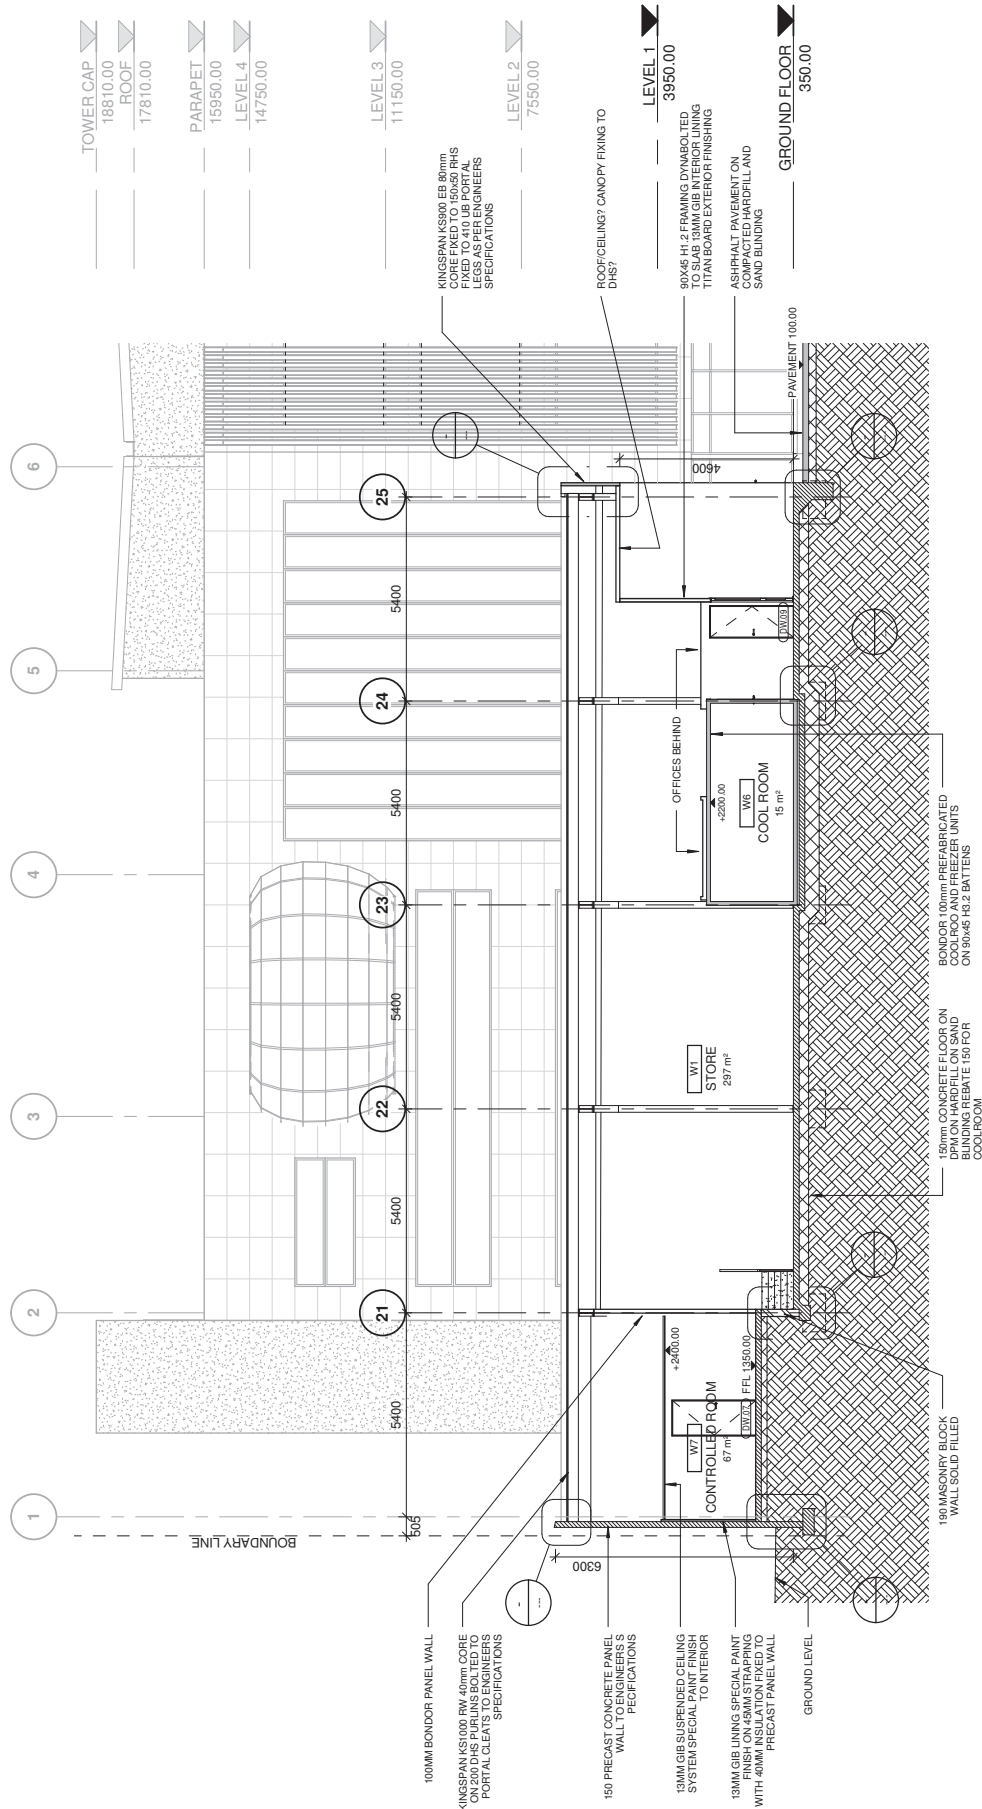 TOWER CAP
18810.00
ROOF
17810.00
PARAPET
15950.00
LEVEL 4
14750.00
LEVEL 3
11150.00
LEVEL 2
7550.00
LEVEL 1
3950.00
GROUND FLOOR
350.00
1
2
3
4
5
6
21
22
23
24
25
5400
5400
5400
5400
5400
505
BOUNDARY LINE
6300
4600
KINGSPAN KS900 EB 80mm
CORE FIXED TO 150x50 RHS
FIXED TO 410 UB PORTAL
LEGS AS PER ENGINEERS
SPECIFICATIONS
ROOF/CEILING? CANOPY FIXING TO
DHS?
90X45 H1.2 FRAMING DYNABOLTED
TO SLAB 13MM GIB INTERIOR LINING
TITAN BOARD EXTERIOR FINISHING
ASHPHALT PAVEMENT ON
COMPACTED HARDFILL AND
SAND BLINDING
PAVEMENT 100.00
OFFICES BEHIND
DW.09
+2200.00
W6
COOL ROOM
15 m²
W1
STORE
297 m²
+2400.00
W7
CONTROLLED ROOM
67 m²
DW.07
FFL 1350.00
100MM BONDOR PANEL WALL
KINGSPAN KS1000 RW 40mm CORE
ON 200 DHS PURLINS BOLTED TO
PORTAL CLEATS TO ENGINEERS
SPECIFICATIONS
150 PRECAST CONCRETE PANEL
WALL TO ENGINEERS S
PECIFICATIONS
13MM GIB SUSPENDED CEILING
SYSTEM SPECIAL PAINT FINISH
TO INTERIOR
13MM GIB LINING SPECIAL PAINT
FINISH ON 45MM STRAPPING
WITH 40MM INSULATION FIXED TO
PRECAST PANEL WALL
GROUND LEVEL
190 MASONRY BLOCK
WALL SOLID FILLED
150mm CONCRETE FLOOR ON
DPM ON HARDFILL ON SAND
BLINDING REBATE 150 FOR
COOLROOM
BONDOR 100mm PREFABRICATED
COOLROO AND FREEZER UNITS
ON 90x45 H3.2 BATTENS